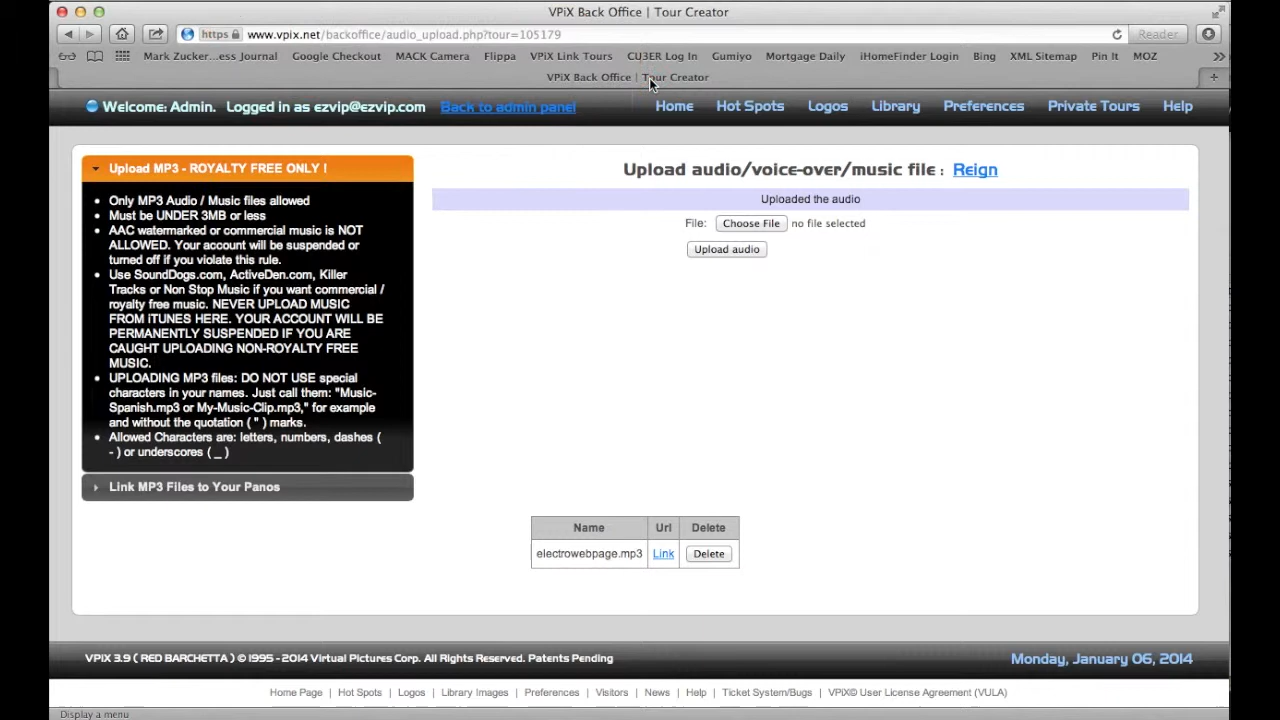 VPiX Back Office | Tour Creator
https www.vpix.net/backoffice/audio_upload.php?tour=105179 Reader
Mark Zucker...ess Journal Google Checkout MACK Camera Flippa VPiX Link Tours CU3ER Log In Gumiyo Mortgage Daily iHomeFinder Login Bing XML Sitemap Pin It MOZ
VPiX Back Office | Tour Creator
Welcome: Admin. Logged in as ezvip@ezvip.com Back to admin panel Home Hot Spots Logos Library Preferences Private Tours Help
Upload MP3 - ROYALTY FREE ONLY !
• Only MP3 Audio / Music files allowed
• Must be UNDER 3MB or less
• AAC watermarked or commercial music is NOT
ALLOWED. Your account will be suspended or
turned off if you violate this rule.
• Use SoundDogs.com, ActiveDen.com, Killer
Tracks or Non Stop Music if you want commercial /
royalty free music. NEVER UPLOAD MUSIC
FROM iTUNES HERE. YOUR ACCOUNT WILL BE
PERMANENTLY SUSPENDED IF YOU ARE
CAUGHT UPLOADING NON-ROYALTY FREE
MUSIC.
• UPLOADING MP3 files: DO NOT USE special
characters in your names. Just call them: "Music-
Spanish.mp3 or My-Music-Clip.mp3," for example
and without the quotation ( " ) marks.
• Allowed Characters are: letters, numbers, dashes (
- ) or underscores ( _ )
Link MP3 Files to Your Panos
Upload audio/voice-over/music file : Reign
Uploaded the audio
File: Choose File no file selected
Upload audio
Name Url Delete
electrowebpage.mp3 Link Delete
VPiX 3.9 ( RED BARCHETTA ) © 1995 - 2014 Virtual Pictures Corp. All Rights Reserved. Patents Pending Monday, January 06, 2014
Home Page | Hot Spots | Logos | Library Images | Preferences | Visitors | News | Help | Ticket System/Bugs | VPiX© User License Agreement (VULA)
Display a menu